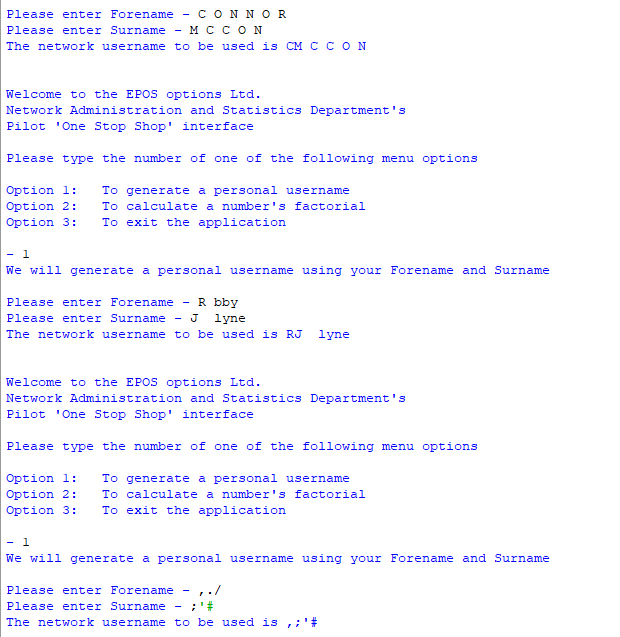 Please enter Forename - C O N N O R
Please enter Surname - M C C O N
The network username to be used is CM C C O N
Welcome to the EPOS options Ltd.
Network Administration and Statistics Department's
Pilot 'One Stop Shop' interface
Please type the number of one of the following menu options
Option 1:   To generate a personal username
Option 2:   To calculate a number's factorial
Option 3:   To exit the application
- 1
We will generate a personal username using your Forename and Surname
Please enter Forename - R bby
Please enter Surname - J  lyne
The network username to be used is RJ  lyne
Welcome to the EPOS options Ltd.
Network Administration and Statistics Department's
Pilot 'One Stop Shop' interface
Please type the number of one of the following menu options
Option 1:   To generate a personal username
Option 2:   To calculate a number's factorial
Option 3:   To exit the application
- 1
We will generate a personal username using your Forename and Surname
Please enter Forename - ,./
Please enter Surname - ;'#
The network username to be used is ,;'#